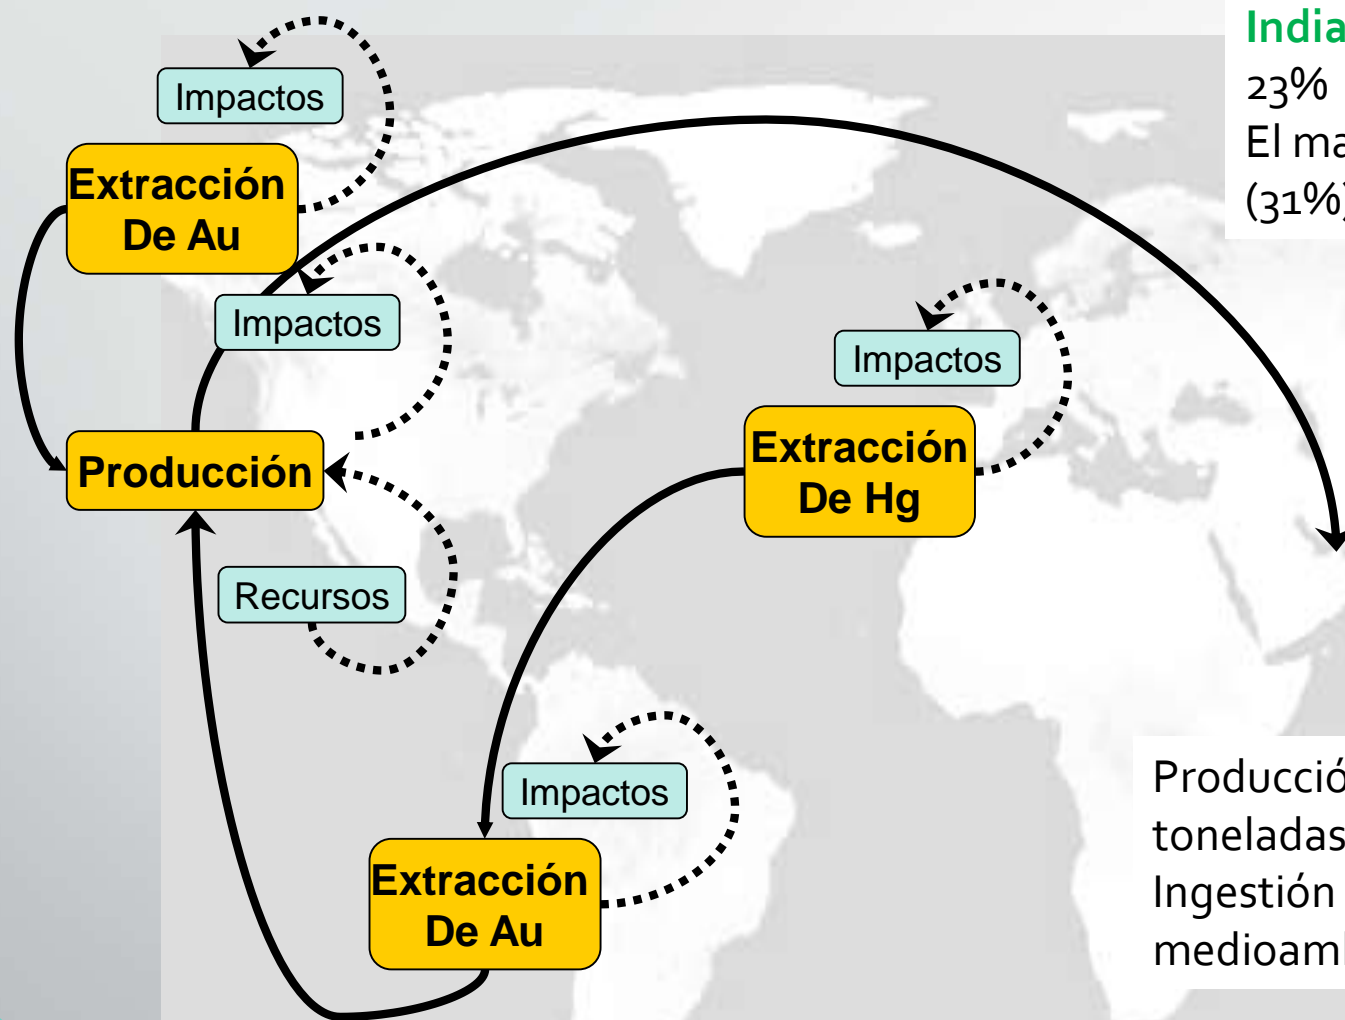 India
23%
El ma
(31%)
Impactos
Extracción
De Au
Impactos
Impactos
Extracción
De Hg
Producción
Recursos
Impactos
Extracción
De Au
Producció
toneladas
Ingestión
medioam